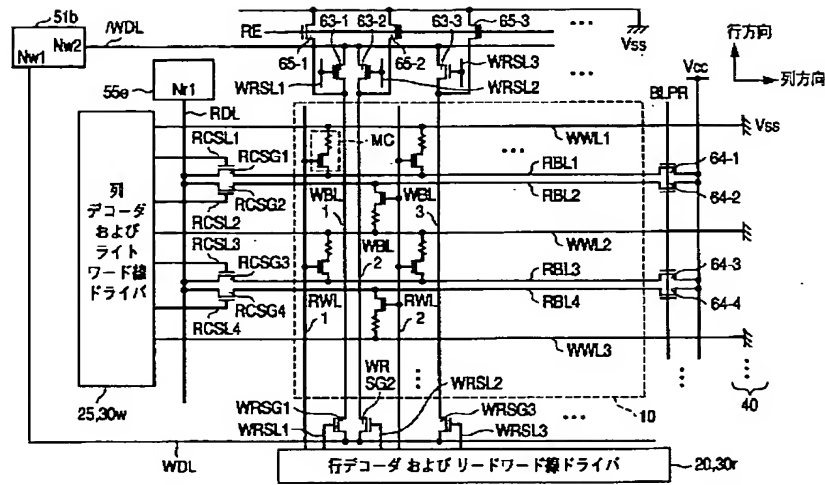 51b
Nw1
Nw2
/WDL
RE
63-1
63-2
63-3
65-3
65-1
65-2
WRSL1
WRSL2
WRSL3
Vss
行方向
列方向
Vcc
BLPR
55e
Nr1
RDL
RCSL1
RCSG1
RCSG2
RCSL2
RCSL3
RCSG3
RCSG4
RCSL4
列
デコーダ
および
ライト
ワード線
ドライバ
25,30w
MC
WWL1
RBL1
RBL2
WBL
1
WBL
3
WBL
2
WWL2
RBL3
RBL4
RWL
1
RWL
2
WWL3
Vss
64-1
64-2
64-3
64-4
40
10
WRSG1
WR
SG2
WRSL2
WRSG3
WRSL1
WRSL3
WDL
行デコーダ および リードワード線ドライバ
20,30r